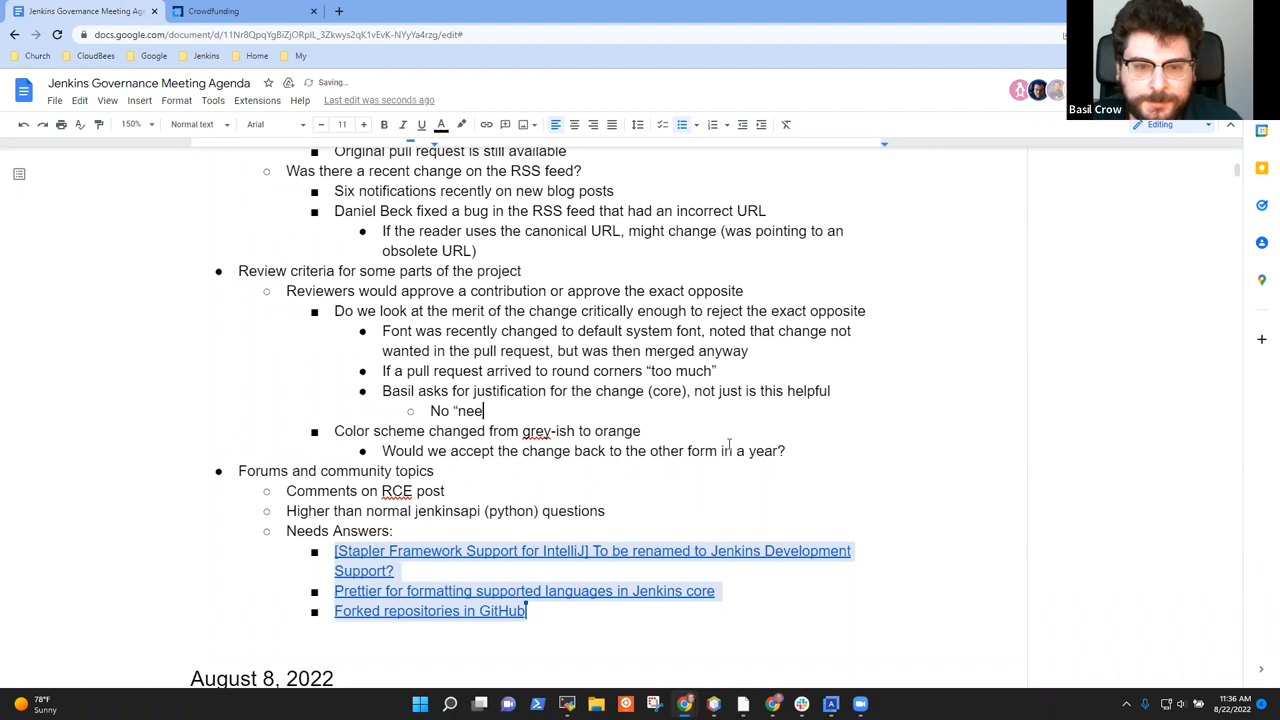 Jenkins Governance Meeting Ag
Crowdfunding
docs.google.com/document/d/11Nr8QpqYgBiZjORpIL_3Zkwys2qK1vEvK-NYyYa4rzg/edit#
Church
CloudBees
Google
Jenkins
Home
My
Basil Crow
Jenkins Governance Meeting Agenda
Saving...
File Edit View Insert Format Tools Extensions Help Last edit was seconds ago
150% Normal text Arial 11 Editing
Original pull request is still available
Was there a recent change on the RSS feed?
Six notifications recently on new blog posts
Daniel Beck fixed a bug in the RSS feed that had an incorrect URL
If the reader uses the canonical URL, might change (was pointing to an
obsolete URL)
Review criteria for some parts of the project
Reviewers would approve a contribution or approve the exact opposite
Do we look at the merit of the change critically enough to reject the exact opposite
Font was recently changed to default system font, noted that change not
wanted in the pull request, but was then merged anyway
If a pull request arrived to round corners “too much”
Basil asks for justification for the change (core), not just is this helpful
No “nee
Color scheme changed from grey-ish to orange
Would we accept the change back to the other form in a year?
Forums and community topics
Comments on RCE post
Higher than normal jenkinsapi (python) questions
Needs Answers:
[Stapler Framework Support for IntelliJ] To be renamed to Jenkins Development
Support?
Prettier for formatting supported languages in Jenkins core
Forked repositories in GitHub
August 8, 2022
78°F
Sunny
11:36 AM
8/22/2022